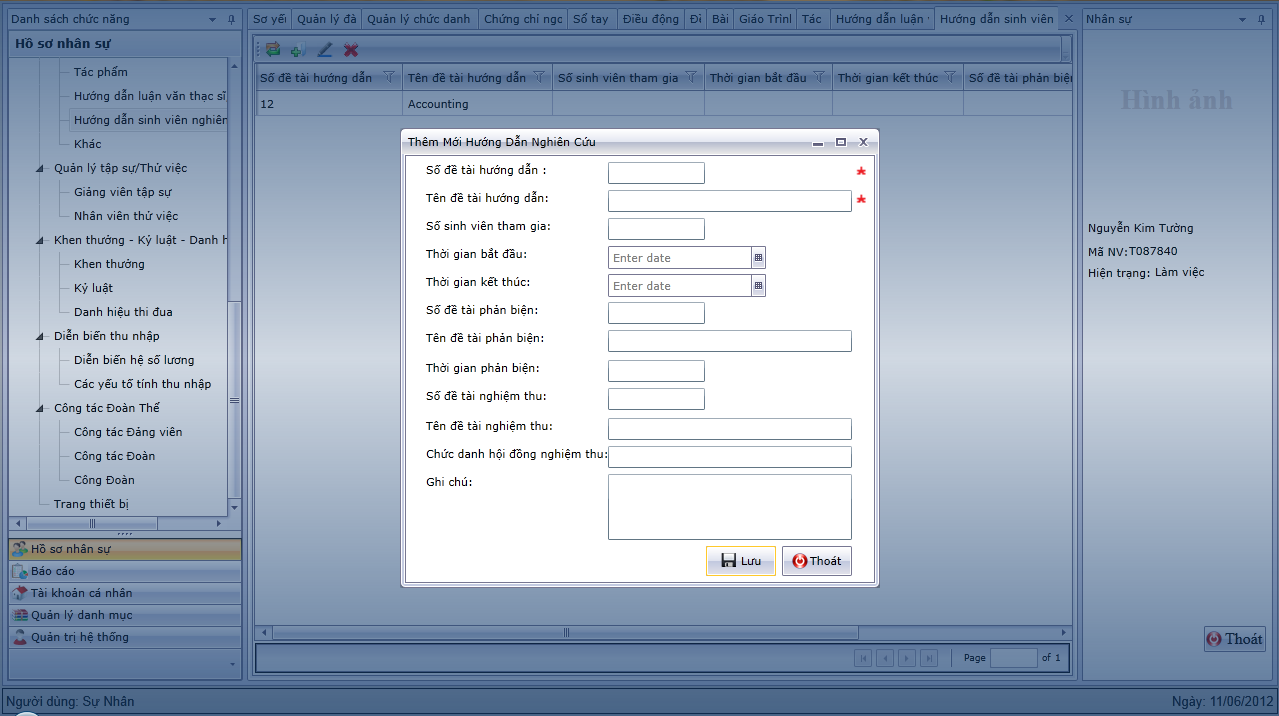 Danh sách chức năng
Hồ sơ nhân sự
Tác phẩm
Hướng dẫn luận văn thạc sĩ,
Hướng dẫn sinh viên nghiên
Khác
Quản lý tập sự/Thử việc
Giảng viên tập sự
Nhân viên thử việc
Khen thưởng - Kỷ luật - Danh h
Khen thưởng
Kỷ luật
Danh hiệu thi đua
Diễn biến thu nhập
Diễn biến hệ số lương
Các yếu tố tính thu nhập
Công tác Đoàn Thể
Công tác Đảng viên
Công tác Đoàn
Công Đoàn
Trang thiết bị
Hồ sơ nhân sự
Báo cáo
Tài khoản cá nhân
Quản lý danh mục
Quản trị hệ thống
Sơ yếi Quản lý đà Quản lý chức danh Chứng chỉ ngc Sổ tay Điều động Đi Bài Giáo Trìnl Tác Hướng dẫn luận Hướng dẫn sinh viên
Số đề tài hướng dẫn Tên đề tài hướng dẫn Số sinh viên tham gia Thời gian bắt đầu Thời gian kết thúc Số đề tài phản biện
12 Accounting
Thêm Mới Hướng Dẫn Nghiên Cứu
Số đề tài hướng dẫn :
Tên đề tài hướng dẫn:
Số sinh viên tham gia:
Thời gian bắt đầu: Enter date
Thời gian kết thúc: Enter date
Số đề tài phản biện:
Tên đề tài phản biện:
Thời gian phản biện:
Số đề tài nghiệm thu:
Tên đề tài nghiệm thu:
Chức danh hội đồng nghiệm thu:
Ghi chú:
Lưu Thoát
Page of 1
Nhân sự
Hình ảnh
Nguyễn Kim Tường
Mã NV:T087840
Hiện trạng: Làm việc
Thoát
Người dùng: Sự Nhân
Ngày: 11/06/2012